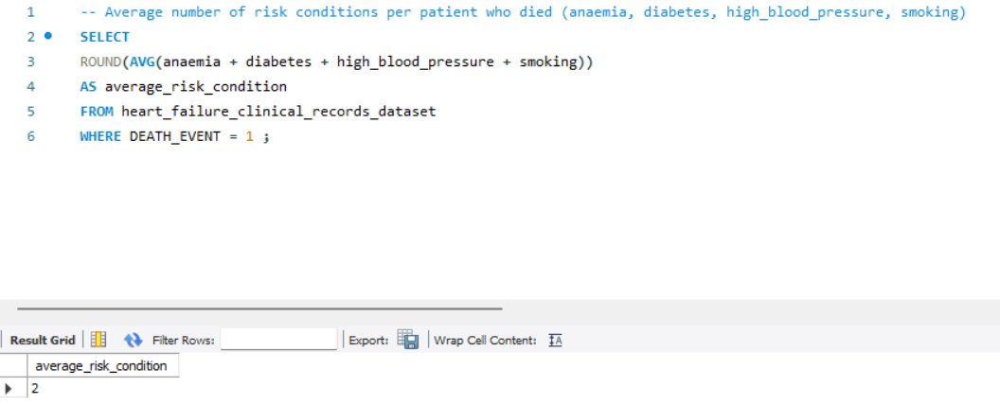 1 -- Average number of risk conditions per patient who died (anaemia, diabetes, high_blood_pressure, smoking)
2 SELECT
3 ROUND(AVG(anaemia + diabetes + high_blood_pressure + smoking))
4 AS average_risk_condition
5 FROM heart_failure_clinical_records_dataset
6 WHERE DEATH_EVENT = 1 ;
Result Grid Filter Rows: Export: Wrap Cell Content:
average_risk_condition
2